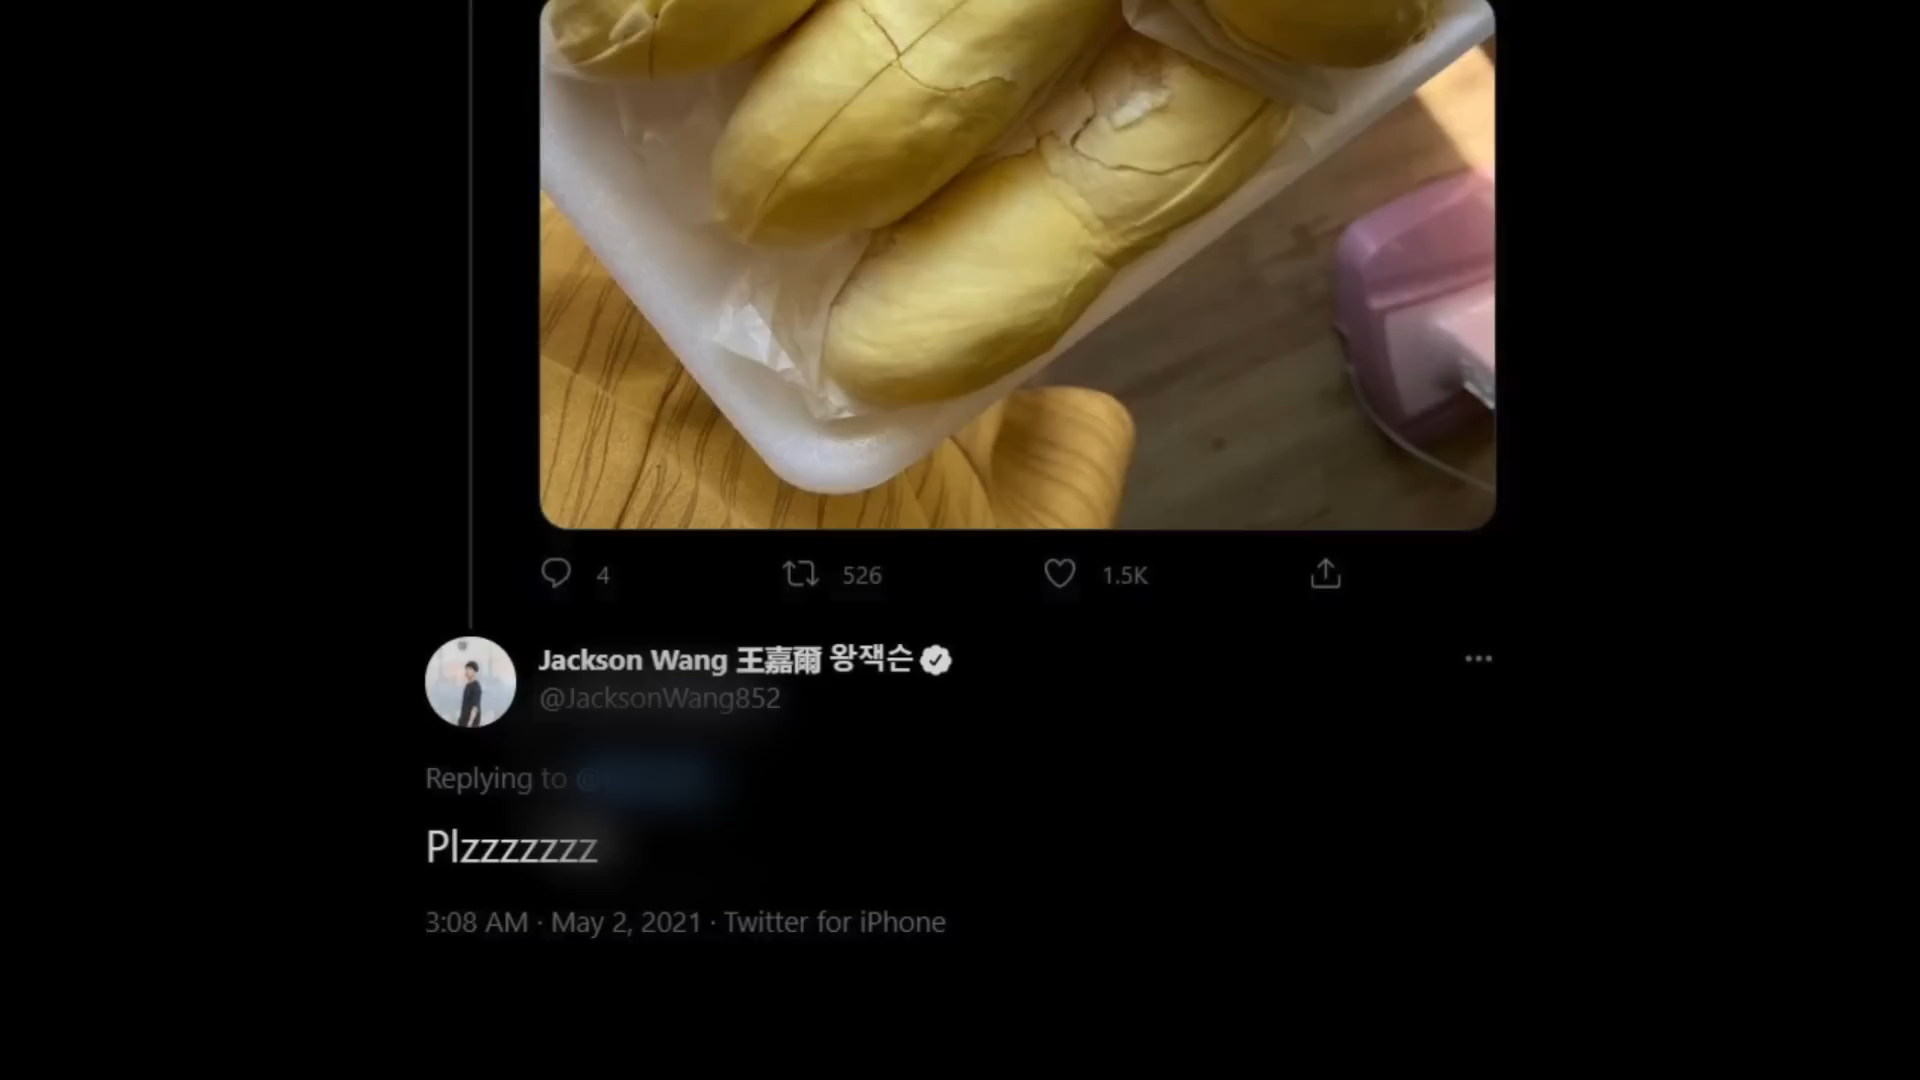 4 526 1.5K
Jackson Wang 王嘉爾 왕잭슨
@JacksonWang852
Replying to @
Plzzzzzzz
3:08 AM · May 2, 2021 · Twitter for iPhone